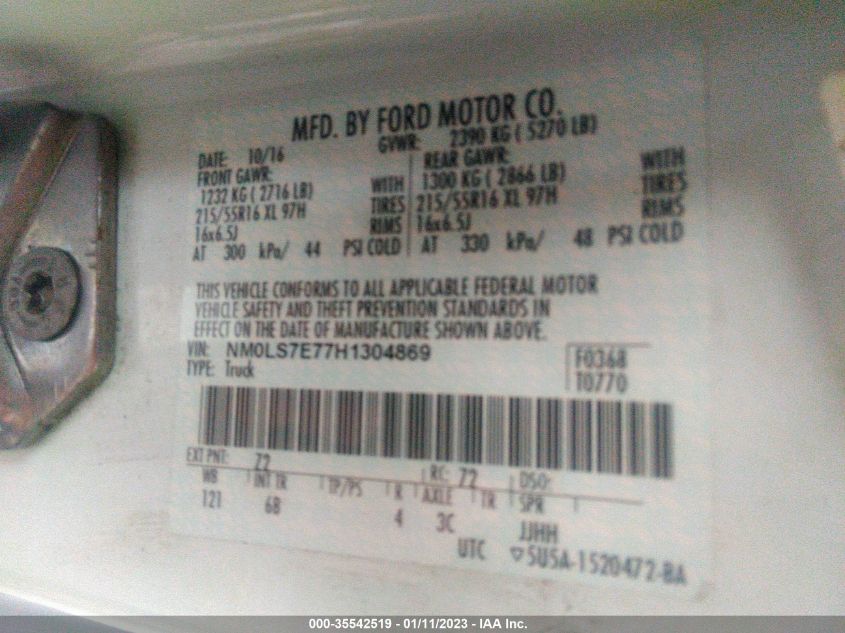 MFD. BY FORD MOTOR CO.
DATE: 10/16 GVWR: 2390 KG ( 5270 LB)
FRONT GAWR: REAR GAWR: WITH
1232 KG ( 2716 LB) WITH 1300 KG ( 2866 LB) TIRES
215/55R16 XL 97H TIRES 215/55R16 XL 97H RIMS
16x6.5J RIMS 16x6.5J
AT 300 kPa/ 44 PSI COLD AT 330 kPa/ 48 PSI COLD
THIS VEHICLE CONFORMS TO ALL APPLICABLE FEDERAL MOTOR
VEHICLE SAFETY AND THEFT PREVENTION STANDARDS IN
EFFECT ON THE DATE OF MANUFACTURE SHOWN ABOVE.
VIN: NM0LS7E77H1304869 F0368
TYPE: Truck T0770
EXT PNT: Z2 RC: 72 DSO:
WB INT TR TP/PS R AXLE TR SPR
121 6B 4 3C JJHH
UTC ▽5U5A-1520472-BA
000-35542519 - 01/11/2023 - IAA Inc.